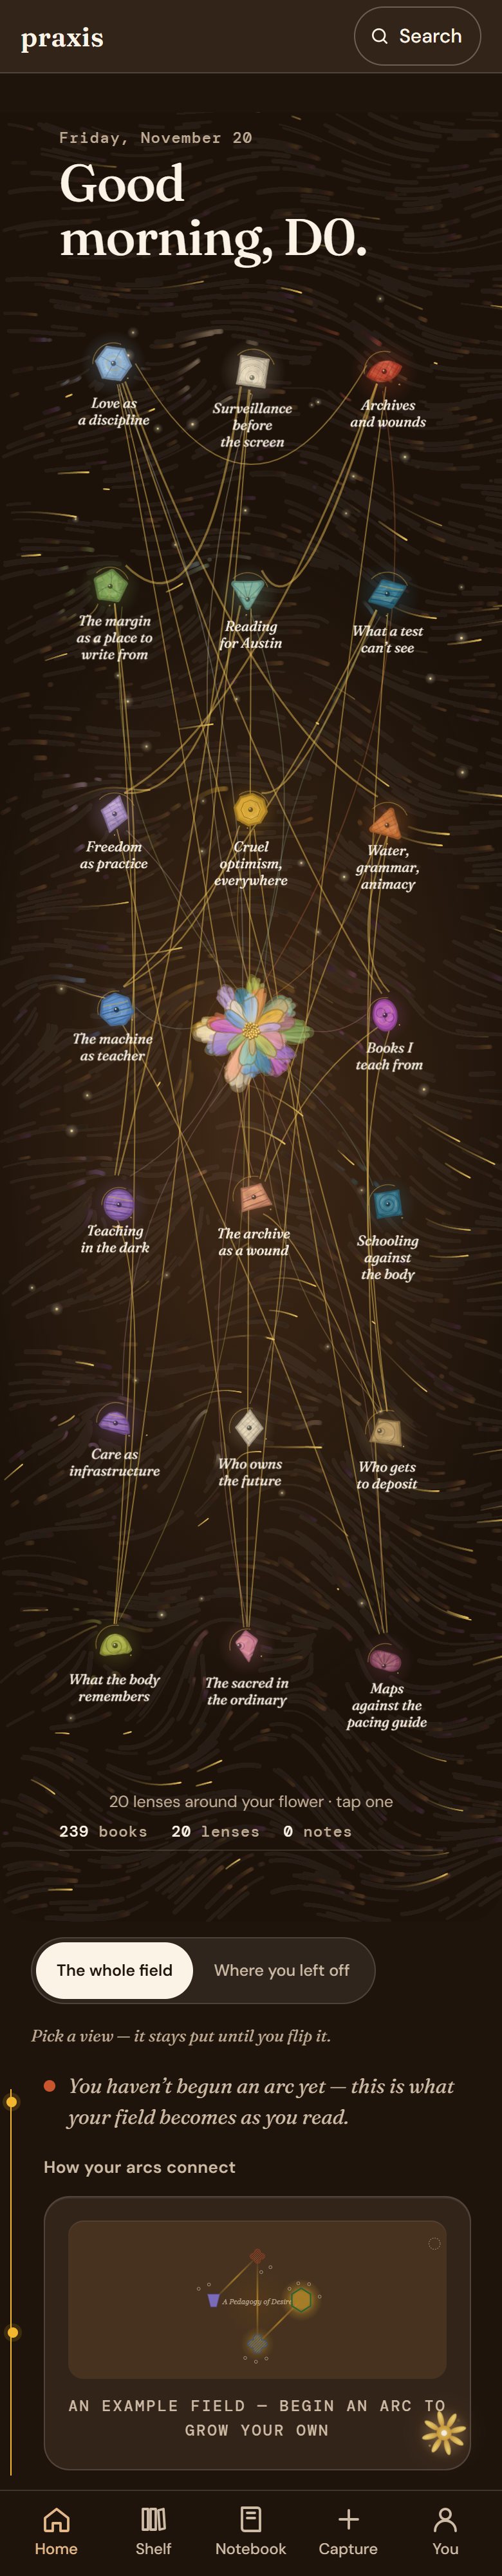 praxis
Search
Friday, November 20
Good
morning, D0.
Love as
a discipline
Surveillance
before
the screen
Archives
and wounds
The margin
as a place to
write from
Reading
for Austin
What a test
can't see
Freedom
as practice
Cruel
optimism,
everywhere
Water,
grammar,
animacy
The machine
as teacher
Books I
teach from
Teaching
in the dark
The archive
as a wound
Schooling
against
the body
Care as
infrastructure
Who owns
the future
Who gets
to deposit
What the body
remembers
The sacred in
the ordinary
Maps
against the
pacing guide
20 lenses around your flower · tap one
239 books 20 lenses 0 notes
The whole field
Where you left off
Pick a view — it stays put until you flip it.
You haven't begun an arc yet — this is what
your field becomes as you read.
How your arcs connect
A Pedagogy of Desire
AN EXAMPLE FIELD — BEGIN AN ARC TO
GROW YOUR OWN
Home
Shelf
Notebook
Capture
You